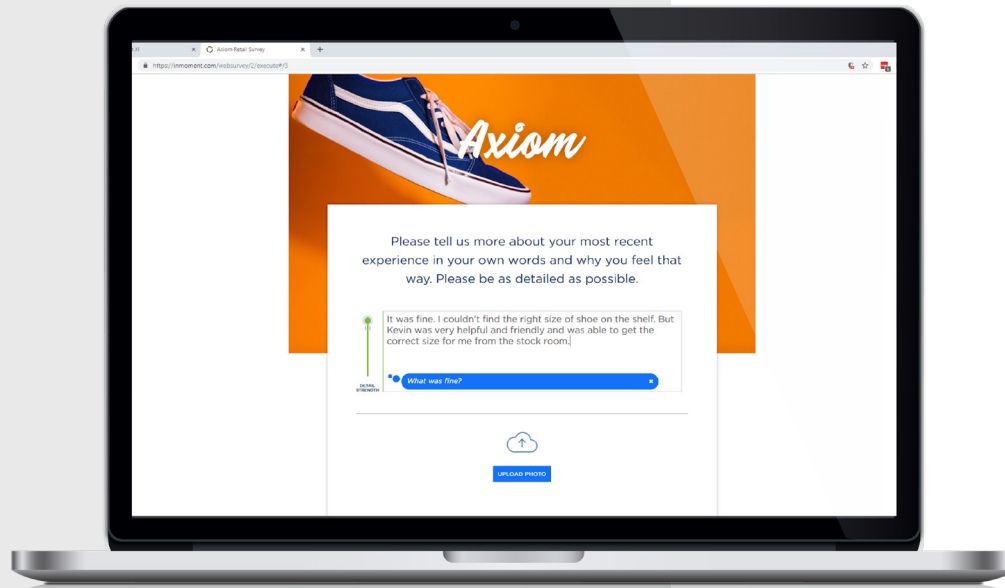 Axiom Retail Survey
https://inmoment.com/websurvey/2/execute#/3
Axiom
Please tell us more about your most recent
experience in your own words and why you feel that
way. Please be as detailed as possible.
It was fine. I couldn't find the right size of shoe on the shelf. But
Kevin was very helpful and friendly and was able to get the
correct size for me from the stock room.
DETAIL
STRENGTH
What was fine?
UPLOAD PHOTO